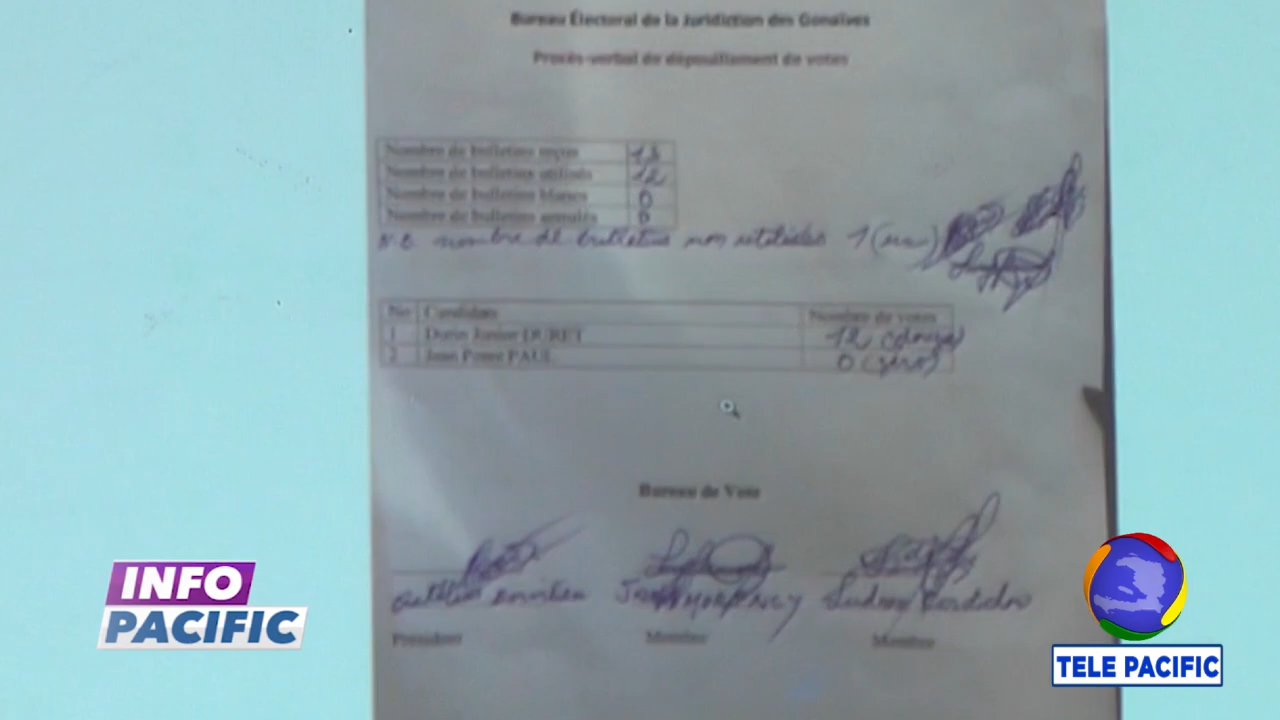 Bureau Électoral de la Juridiction des Gonaïves
Procès-verbal de dépouillement de votes
Nombre de bulletins reçus 13
Nombre de bulletins utilisés 12
Nombre de bulletins blancs 0
Nombre de bulletins annulés 0
N.B nombre de bulletins non utilisés 1 (un)
No Candidats Nombre de votes
1 Dorin Junior DURET 12 (douze)
2 Jean PAUL 0 (zéro)
Bureau de Vote
Président Membre Membre
INFO
PACIFIC
TELE PACIFIC